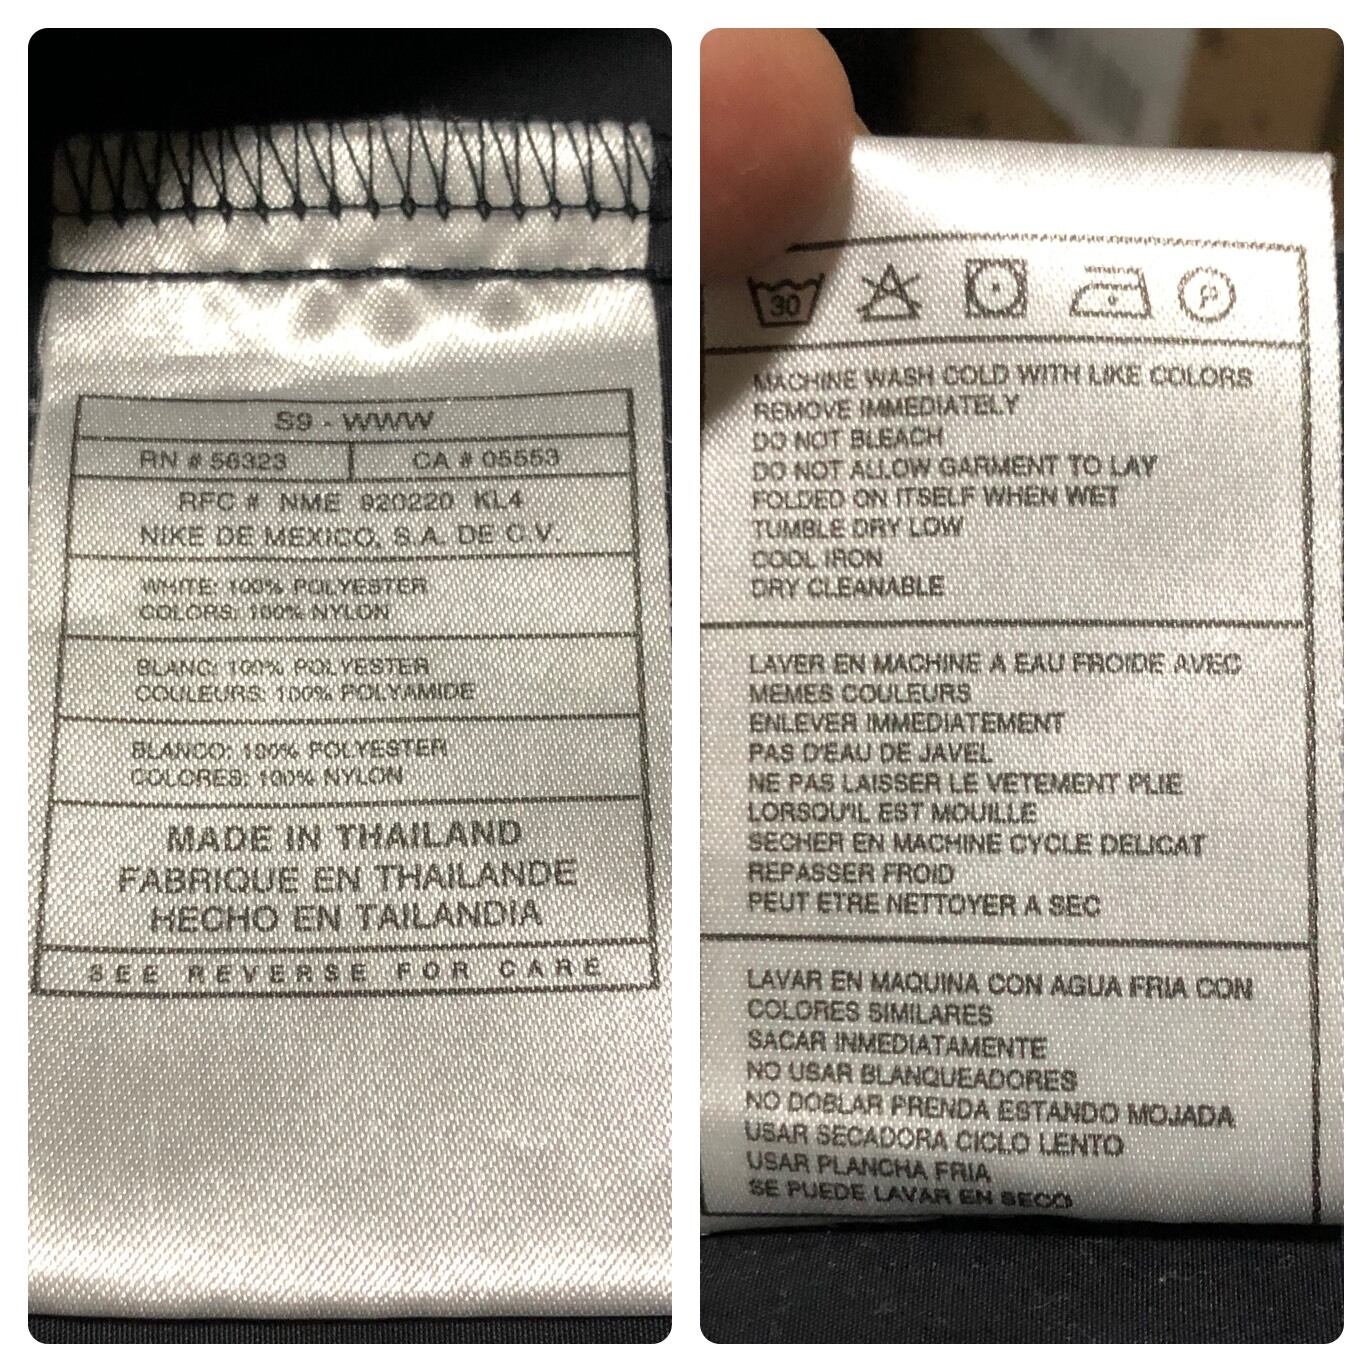 S9 - WWW
RN # 56323 CA # 05553
RFC # NME 920220 KL4
NIKE DE MEXICO, S.A. DE C.V.
WHITE: 100% POLYESTER
COLORS: 100% NYLON
BLANC: 100% POLYESTER
COULEURS: 100% POLYAMIDE
BLANCO: 100% POLYESTER
COLORES: 100% NYLON
MADE IN THAILAND
FABRIQUE EN THAILANDE
HECHO EN TAILANDIA
SEE REVERSE FOR CARE
30 P
MACHINE WASH COLD WITH LIKE COLORS
REMOVE IMMEDIATELY
DO NOT BLEACH
DO NOT ALLOW GARMENT TO LAY
FOLDED ON ITSELF WHEN WET
TUMBLE DRY LOW
COOL IRON
DRY CLEANABLE
LAVER EN MACHINE A EAU FROIDE AVEC
MEMES COULEURS
ENLEVER IMMEDIATEMENT
PAS D'EAU DE JAVEL
NE PAS LAISSER LE VETEMENT PLIE
LORSQU'IL EST MOUILLE
SECHER EN MACHINE CYCLE DELICAT
REPASSER FROID
PEUT ETRE NETTOYER A SEC
LAVAR EN MAQUINA CON AGUA FRIA CON
COLORES SIMILARES
SACAR INMEDIATAMENTE
NO USAR BLANQUEADORES
NO DOBLAR PRENDA ESTANDO MOJADA
USAR SECADORA CICLO LENTO
USAR PLANCHA FRIA
SE PUEDE LAVAR EN SECO